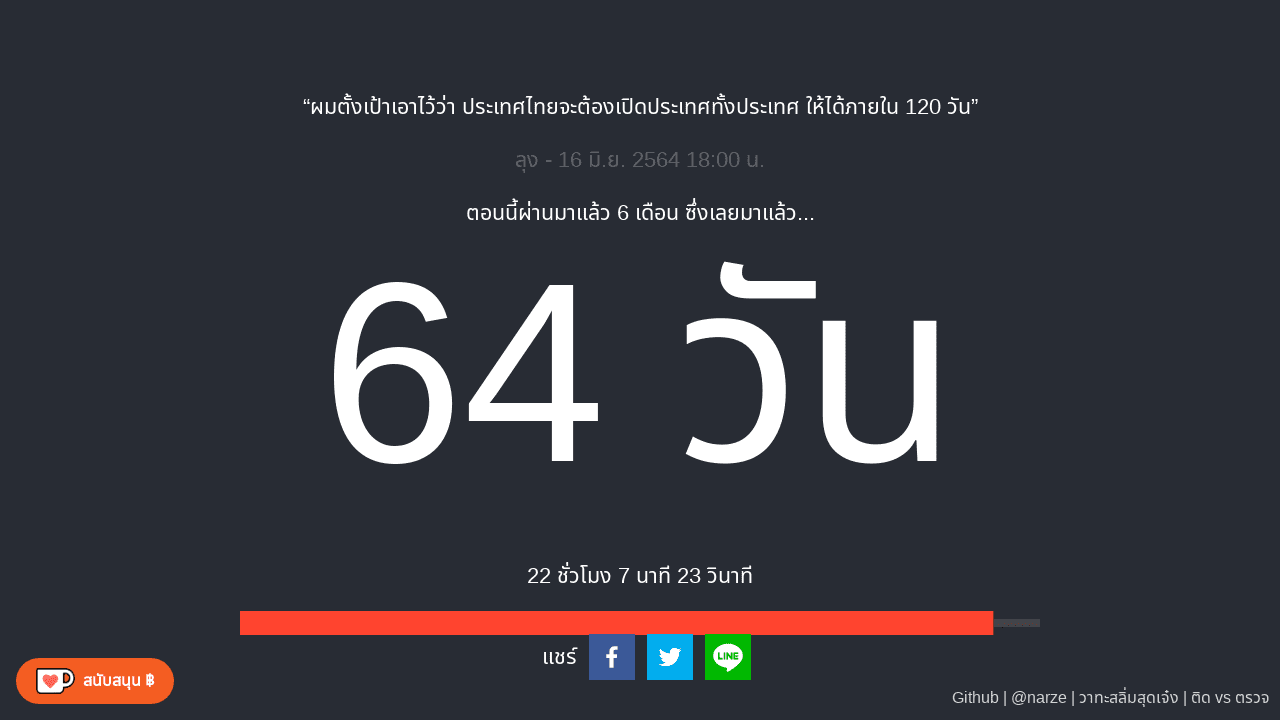 “ผมตั้งเป้าเอาไว้ว่า ประเทศไทยจะต้องเปิดประเทศทั้งประเทศ ให้ได้ภายใน 120 วัน”
ลุง - 16 มิ.ย. 2564 18:00 น.
ตอนนี้ผ่านมาแล้ว 6 เดือน ซึ่งเลยมาแล้ว...
64 วัน
22 ชั่วโมง 7 นาที 23 วินาที
แชร์
LINE
สนับสนุน ฿
Github | @narze | วาทะสลิ่มสุดเจ๋ง | ติด vs ตรวจ